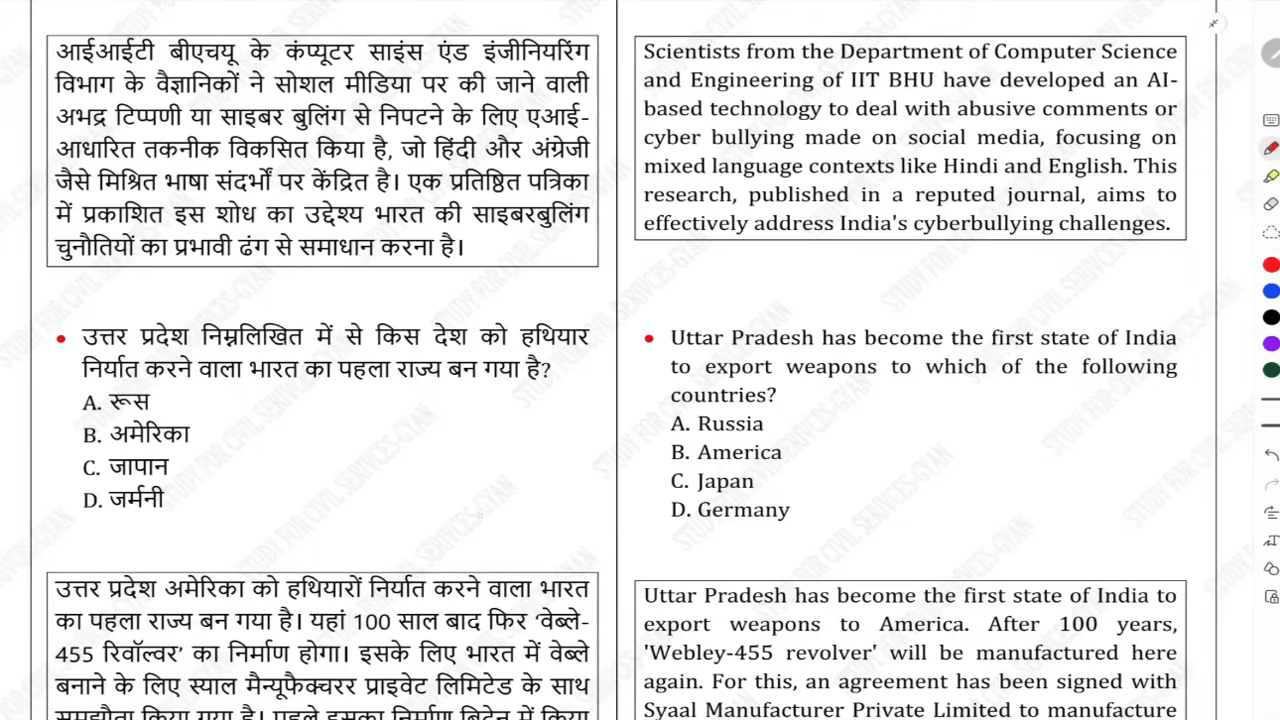 आईआईटी बीएचयू के कंप्यूटर साइंस एंड इंजीनियरिंग
विभाग के वैज्ञानिकों ने सोशल मीडिया पर की जाने वाली
अभद्र टिप्पणी या साइबर बुलिंग से निपटने के लिए एआई-
आधारित तकनीक विकसित किया है, जो हिंदी और अंग्रेजी
जैसे मिश्रित भाषा संदर्भों पर केंद्रित है। एक प्रतिष्ठित पत्रिका
में प्रकाशित इस शोध का उद्देश्य भारत की साइबरबुलिंग
चुनौतियों का प्रभावी ढंग से समाधान करना है।
उत्तर प्रदेश निम्नलिखित में से किस देश को हथियार
निर्यात करने वाला भारत का पहला राज्य बन गया है?
A. रूस
B. अमेरिका
C. जापान
D. जर्मनी
उत्तर प्रदेश अमेरिका को हथियारों निर्यात करने वाला भारत
का पहला राज्य बन गया है। यहां 100 साल बाद फिर ‘वेब्ले-
455 रिवॉल्वर’ का निर्माण होगा। इसके लिए भारत में वेब्ले
बनाने के लिए स्याल मैन्यूफैक्चरर प्राइवेट लिमिटेड के साथ
समझौता किया गया है। पहले इसका निर्माण ब्रिटेन में किया
Scientists from the Department of Computer Science
and Engineering of IIT BHU have developed an AI-
based technology to deal with abusive comments or
cyber bullying made on social media, focusing on
mixed language contexts like Hindi and English. This
research, published in a reputed journal, aims to
effectively address India's cyberbullying challenges.
Uttar Pradesh has become the first state of India
to export weapons to which of the following
countries?
A. Russia
B. America
C. Japan
D. Germany
Uttar Pradesh has become the first state of India to
export weapons to America. After 100 years,
'Webley-455 revolver' will be manufactured here
again. For this, an agreement has been signed with
Syaal Manufacturer Private Limited to manufacture
STUDY FOR CIVIL SERVICES-GYAN